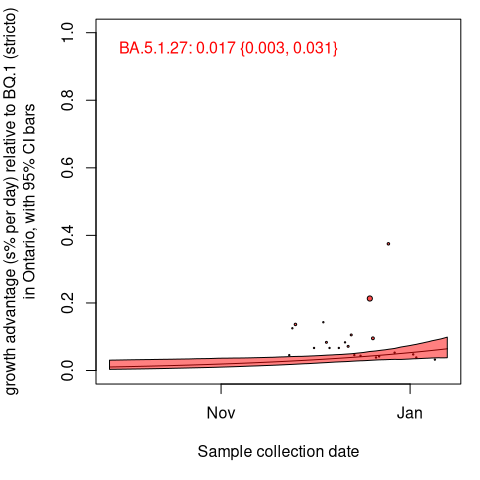 growth advantage (s% per day) relative to BQ.1 (stricto)
in Ontario, with 95% CI bars
1.0
0.8
0.6
0.4
0.2
0.0
BA.5.1.27: 0.017 {0.003, 0.031}
Nov
Jan
Sample collection date